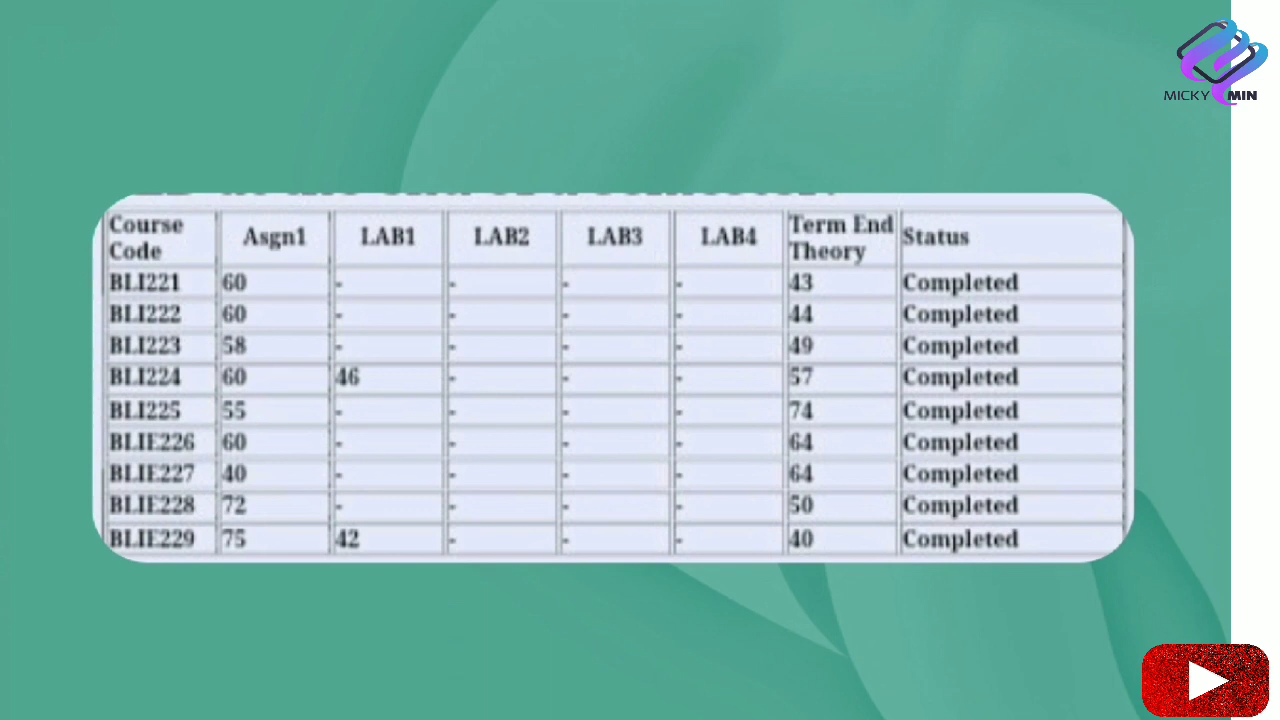 MICKY MIN
Course Code Asgn1 LAB1 LAB2 LAB3 LAB4 Term End Theory Status
BLI221 60 - - - - 43 Completed
BLI222 60 - - - - 44 Completed
BLI223 58 - - - - 49 Completed
BLI224 60 46 - - - 57 Completed
BLI225 55 - - - - 74 Completed
BLIE226 60 - - - - 64 Completed
BLIE227 40 - - - - 64 Completed
BLIE228 72 - - - - 50 Completed
BLIE229 75 42 - - - 40 Completed